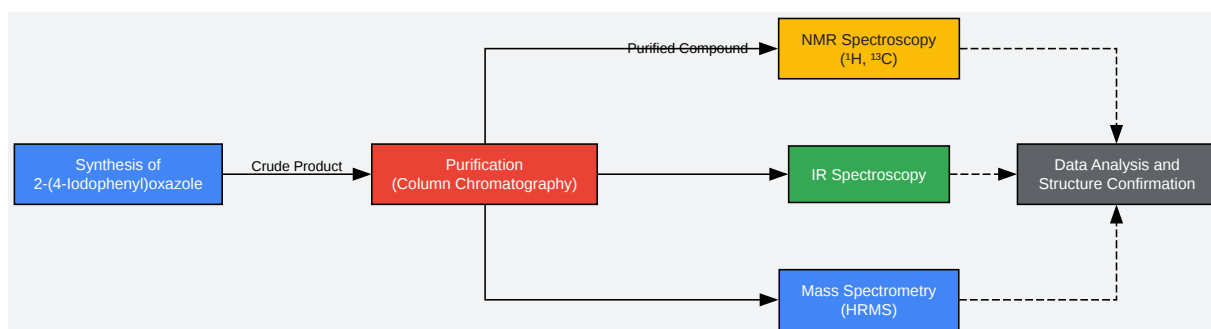 Synthesis of
2-(4-Iodophenyl)oxazole
Crude Product
Purification
(Column Chromatography)
Purified Compound
NMR Spectroscopy
(¹H, ¹³C)
IR Spectroscopy
Mass Spectrometry
(HRMS)
Data Analysis and
Structure Confirmation